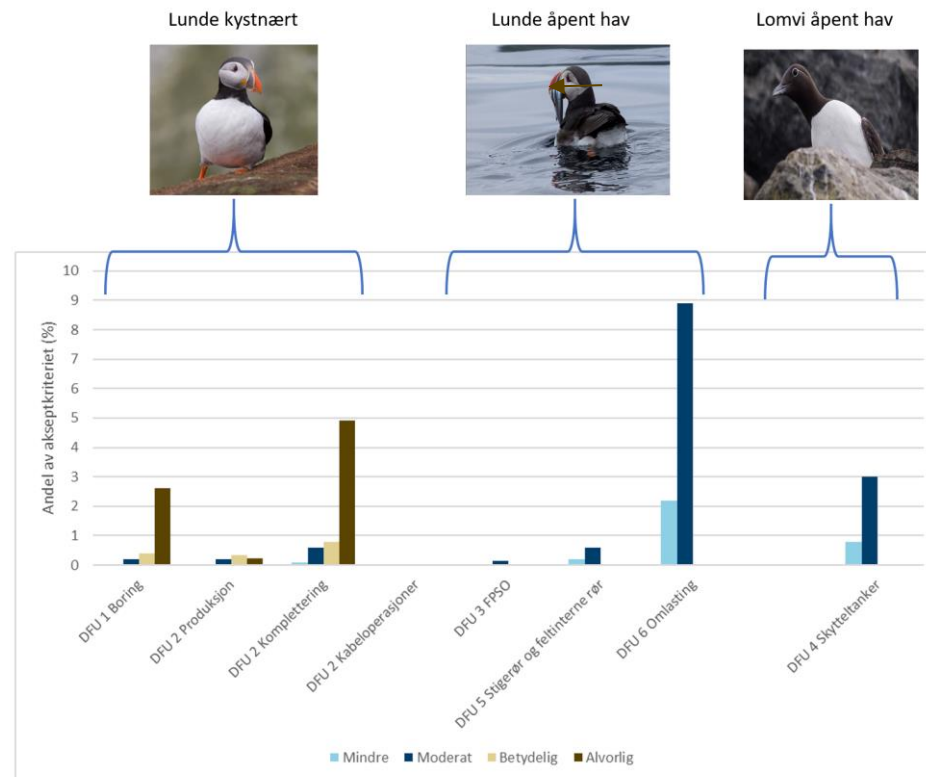 Lunde kystnært
Lunde åpent hav
Lomvi åpent hav
Andel av akseptkriteriet (%)
10
9
8
7
6
5
4
3
2
1
0
DFU 1 Boring
DFU 2 Produksjon
DFU 2 Komplettering
DFU 2 Kabeloperasjoner
DFU 3 FPSO
DFU 5 Stigerør og feltinterne rør
DFU 6 Omlasting
DFU 4 Skytteltanker
Mindre
Moderat
Betydelig
Alvorlig